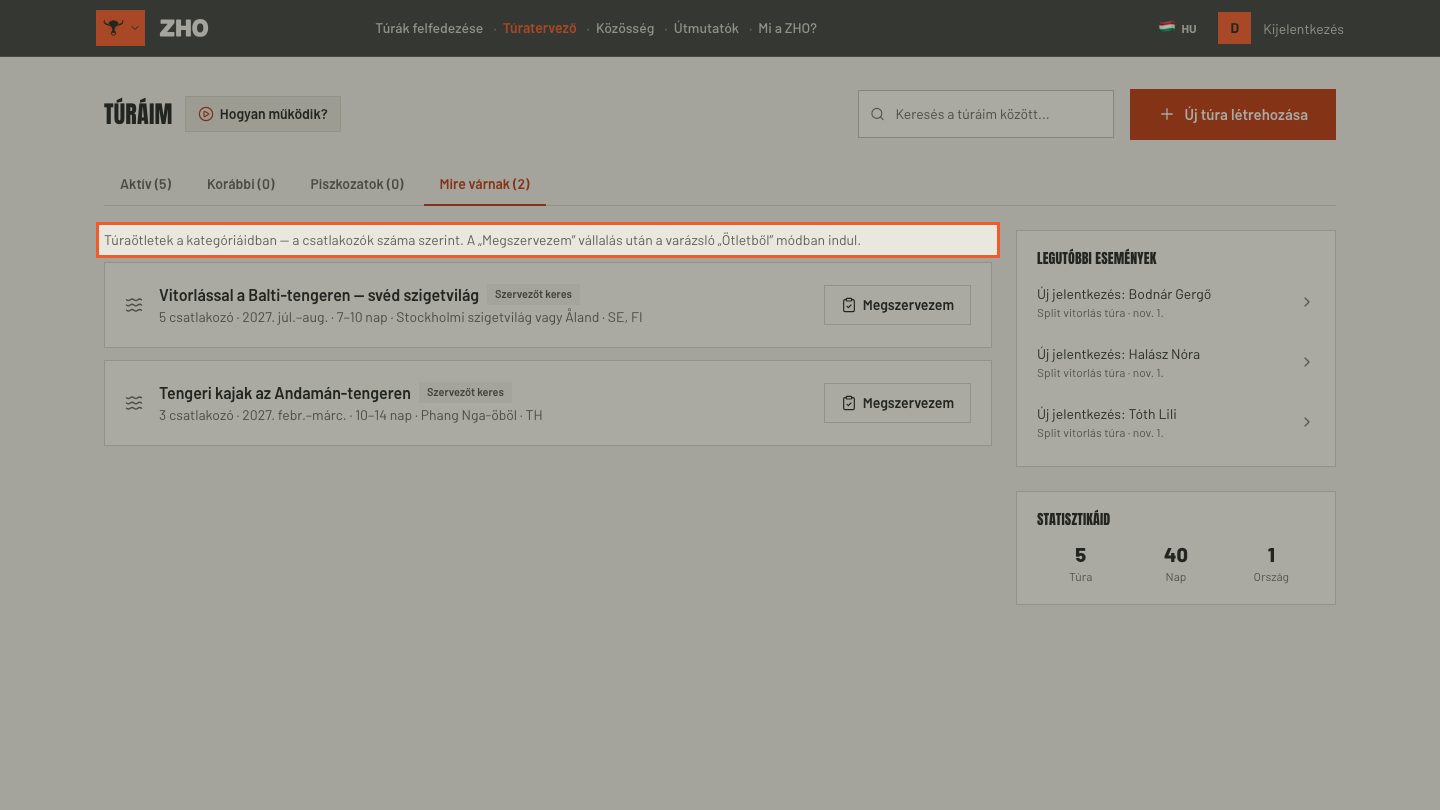 ZHO
Túrák felfedezése · Túratervező · Közösség · Útmutatók · Mi a ZHO?
HU
D
Kijelentkezés
TÚRÁIM
Hogyan működik?
Keresés a túráim között...
Új túra létrehozása
Aktív (5)
Korábbi (0)
Piszkozatok (0)
Mire várnak (2)
Túraötletek a kategóriáidban — a csatlakozók száma szerint. A „Megszervezem” vállalás után a varázsló „Ötletből” módban indul.
Vitorlással a Balti-tengeren — svéd szigetvilág
Szervezőt keres
5 csatlakozó · 2027. júl.–aug. · 7–10 nap · Stockholmi szigetvilág vagy Åland · SE, FI
Megszervezem
Tengeri kajak az Andamán-tengeren
Szervezőt keres
3 csatlakozó · 2027. febr.–márc. · 10–14 nap · Phang Nga-öböl · TH
Megszervezem
LEGUTÓBBI ESEMÉNYEK
Új jelentkezés: Bodnár Gergő
Split vitorlás túra · nov. 1.
Új jelentkezés: Halász Nóra
Split vitorlás túra · nov. 1.
Új jelentkezés: Tóth Lili
Split vitorlás túra · nov. 1.
STATISZTIKÁID
5
40
1
Túra
Nap
Ország